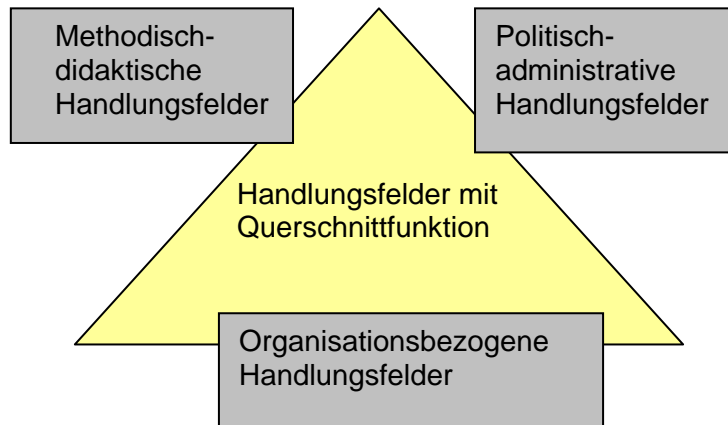 Methodisch-
didaktische
Handlungsfelder
Politisch-
administrative
Handlungsfelder
Handlungsfelder mit
Querschnittfunktion
Organisationsbezogene
Handlungsfelder